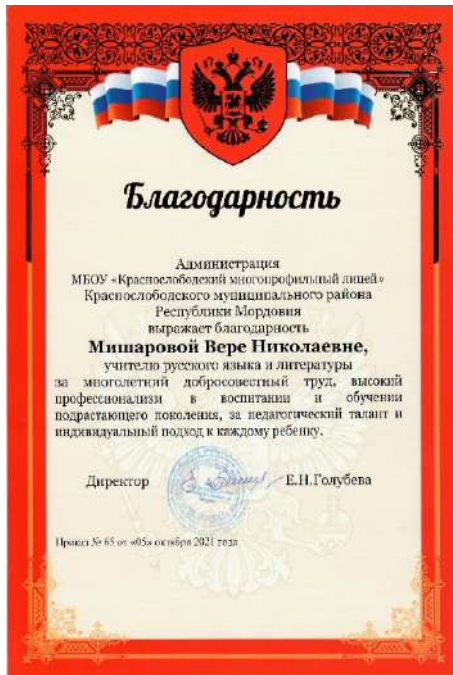 Благодарность
Администрация
МБОУ «Краснослободский многопрофильный лицей»
Краснослободского муниципального района
Республики Мордовия
выражает благодарность
Мишаровой Вере Николаевне,
учителю русского языка и литературы
за многолетний добросовестный труд, высокий
профессионализм в воспитании и обучении
подрастающего поколения, за педагогический талант и
индивидуальный подход к каждому ребенку.
Директор Е.Н.Голубева
Приказ № 65 от «05» октября 2021 года